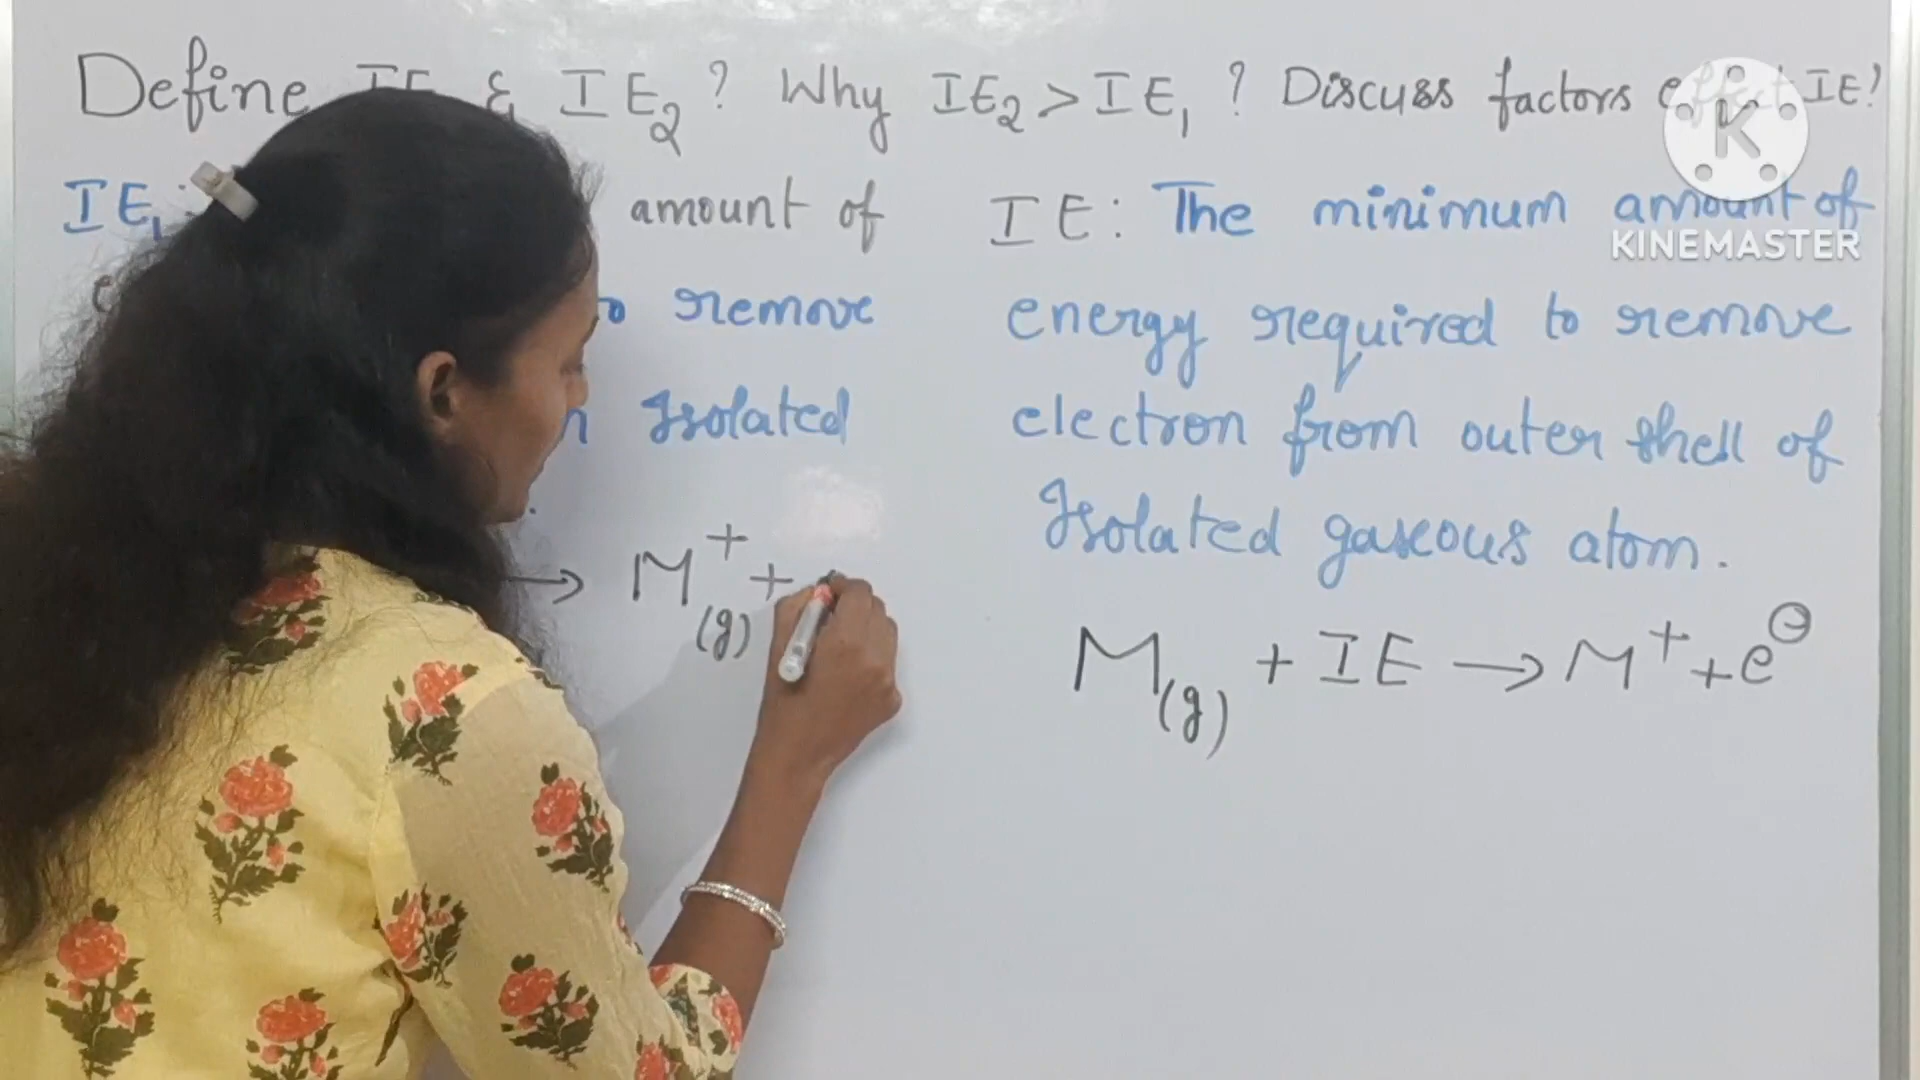 Define & IE₂ ? Why IE₂ > IE₁ ? Discuss factors effect IE?
IE₁ amount of
remove
Isolated
→ M⁺(g) +
IE: The minimum amount of
energy required to remove
electron from outer shell of
Isolated gaseous atom.
M(g) + IE → M⁺ + e⊖
K
KINEMASTER